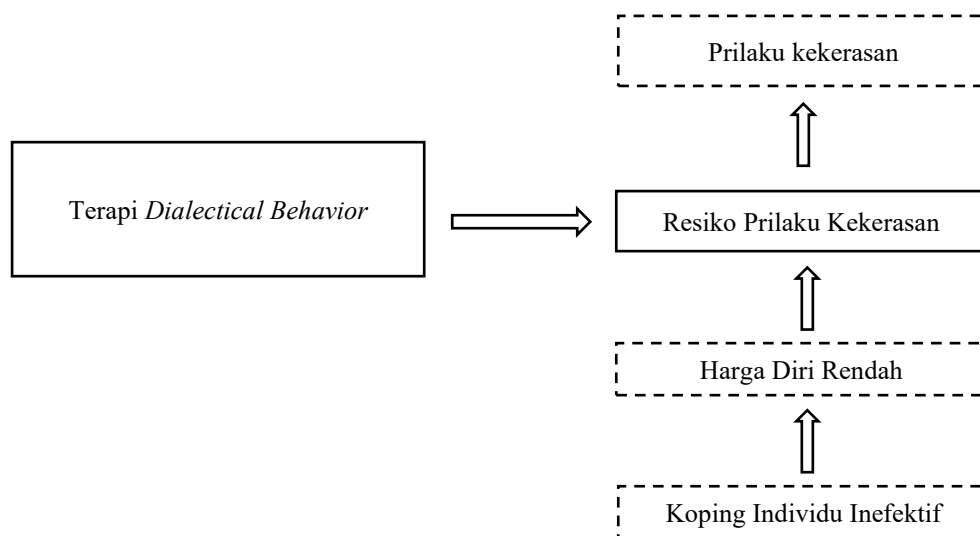 Prilaku kekerasan
Terapi Dialectical Behavior
Resiko Prilaku Kekerasan
Harga Diri Rendah
Koping Individu Inefektif